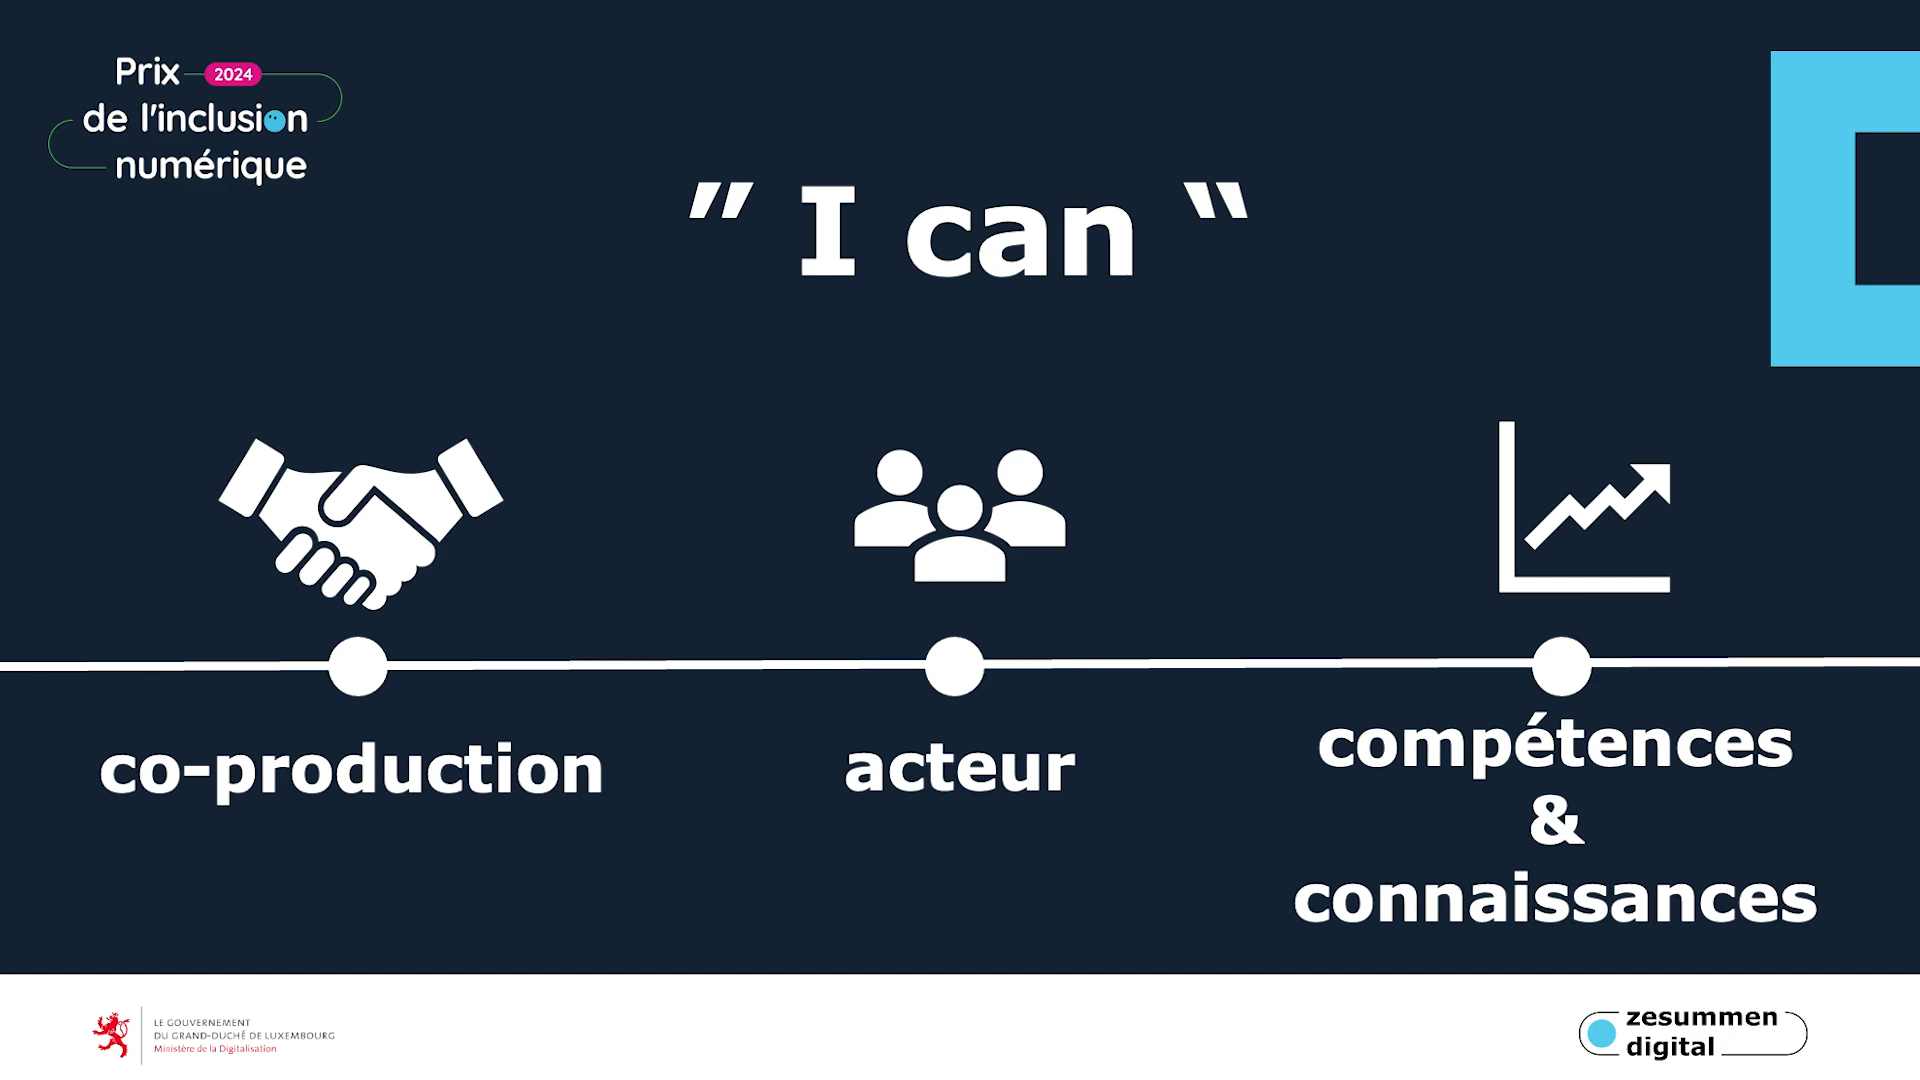 Prix 2024
de l'inclusion
numérique
” I can “
co-production
acteur
compétences
&
connaissances
LE GOUVERNEMENT
DU GRAND-DUCHÉ DE LUXEMBOURG
Ministère de la Digitalisation
zesummen
digital